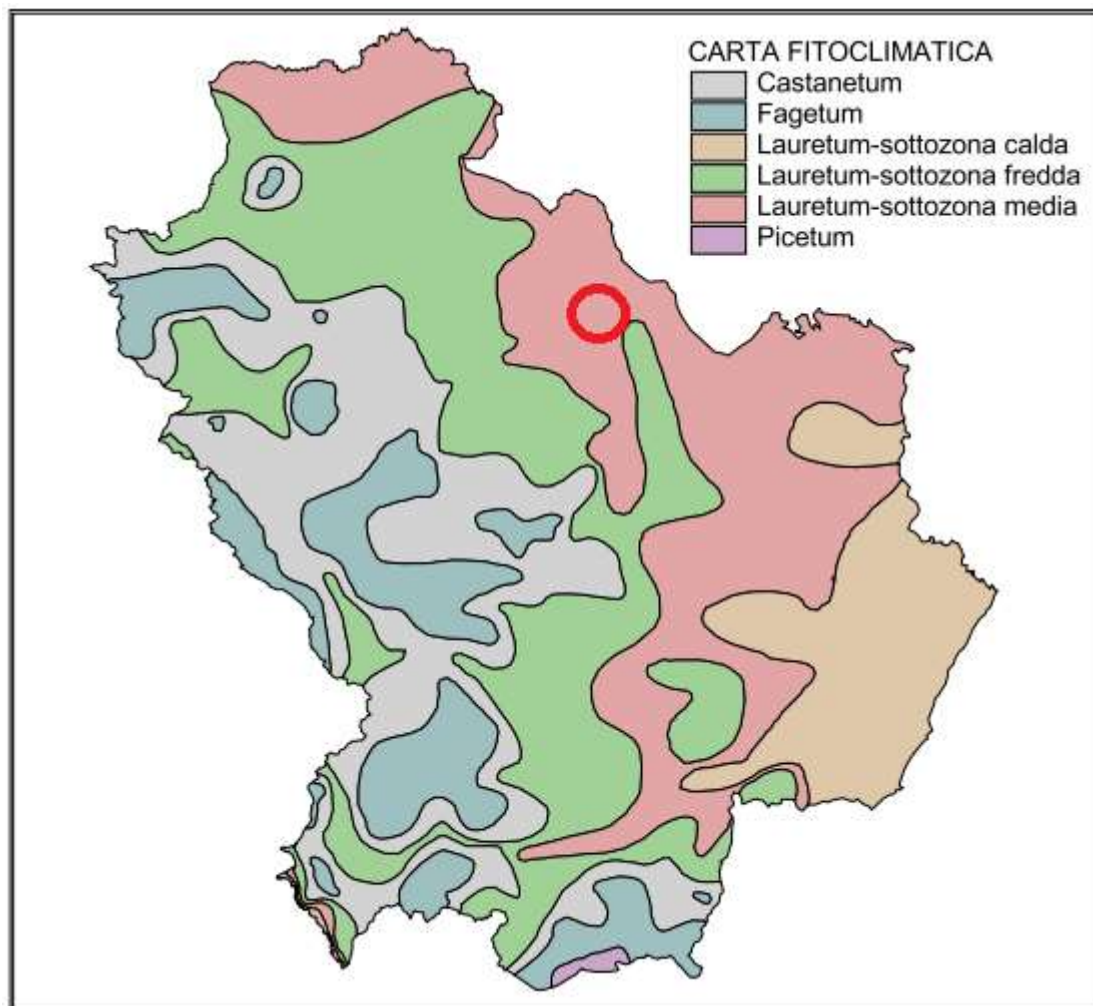 CARTA FITOCLIMATICA
Castanetum
Fagetum
Lauretum-sottozona calda
Lauretum-sottozona fredda
Lauretum-sottozona media
Picetum